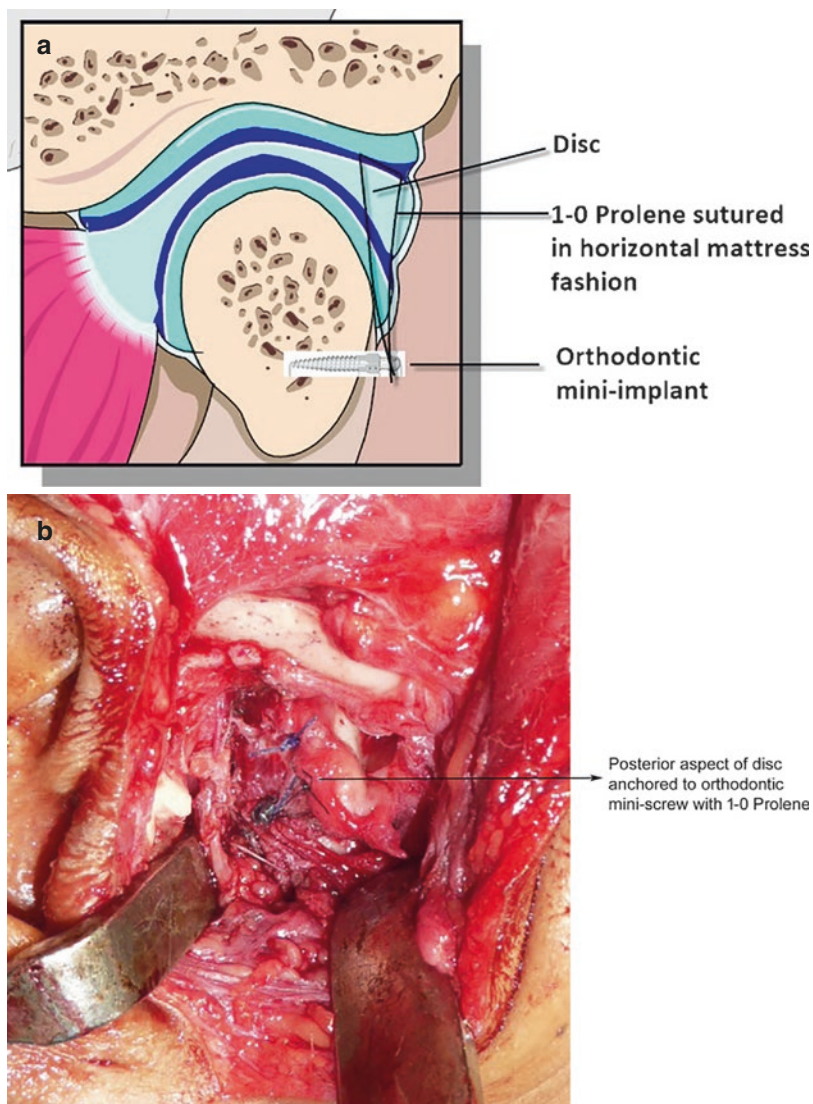 a
Disc
1-0 Prolene sutured
in horizontal mattress
fashion
Orthodontic
mini-implant
b
Posterior aspect of disc
anchored to orthodontic
mini-screw with 1-0 Prolene